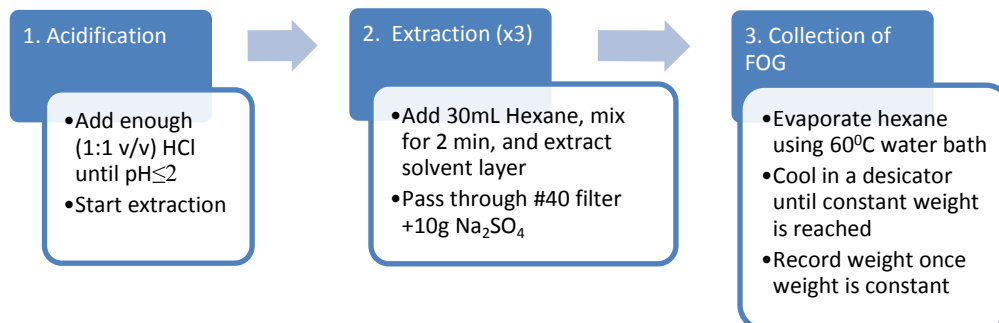 1. Acidification
•Add enough
(1:1 v/v) HCl
until pH≤2
•Start extraction
2. Extraction (x3)
•Add 30mL Hexane, mix
for 2 min, and extract
solvent layer
•Pass through #40 filter
+10g Na₂SO₄
3. Collection of
FOG
•Evaporate hexane
using 60⁰C water bath
•Cool in a desicator
until constant weight
is reached
•Record weight once
weight is constant